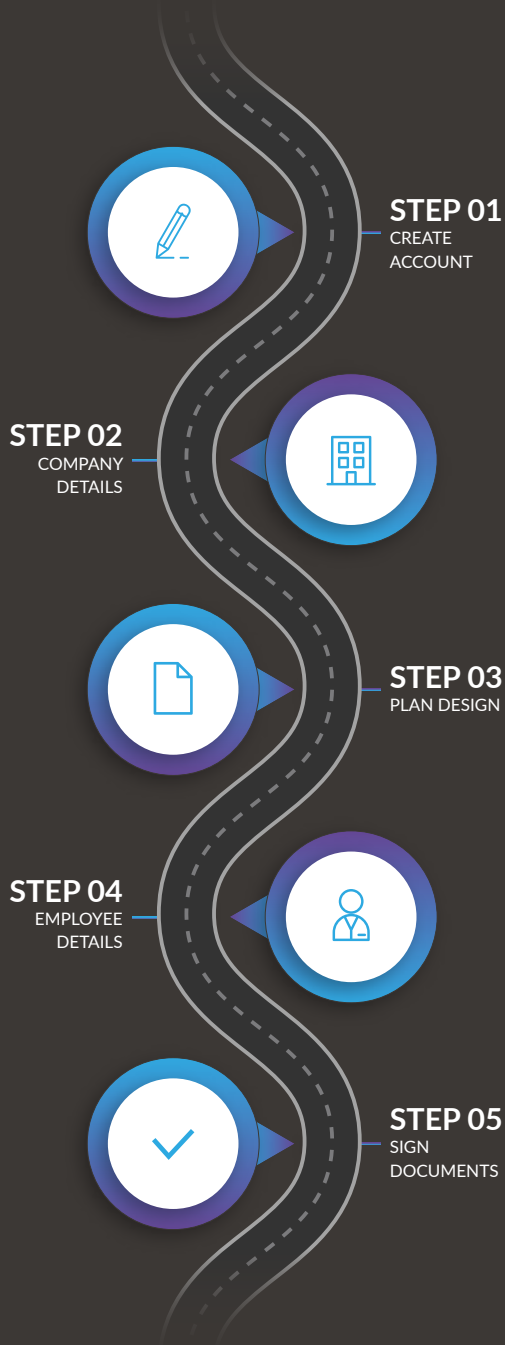 STEP 01
CREATE
ACCOUNT
STEP 02
COMPANY
DETAILS
STEP 03
PLAN DESIGN
STEP 04
EMPLOYEE
DETAILS
STEP 05
SIGN
DOCUMENTS